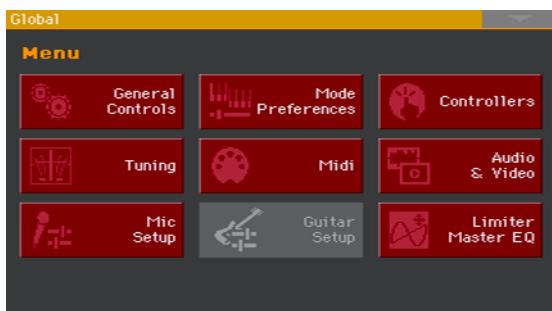 Global
Menu
General
Controls
Mode
Preferences
Controllers
Tuning
Midi
Audio
& Video
Mic
Setup
Guitar
Setup
Limiter
Master EQ